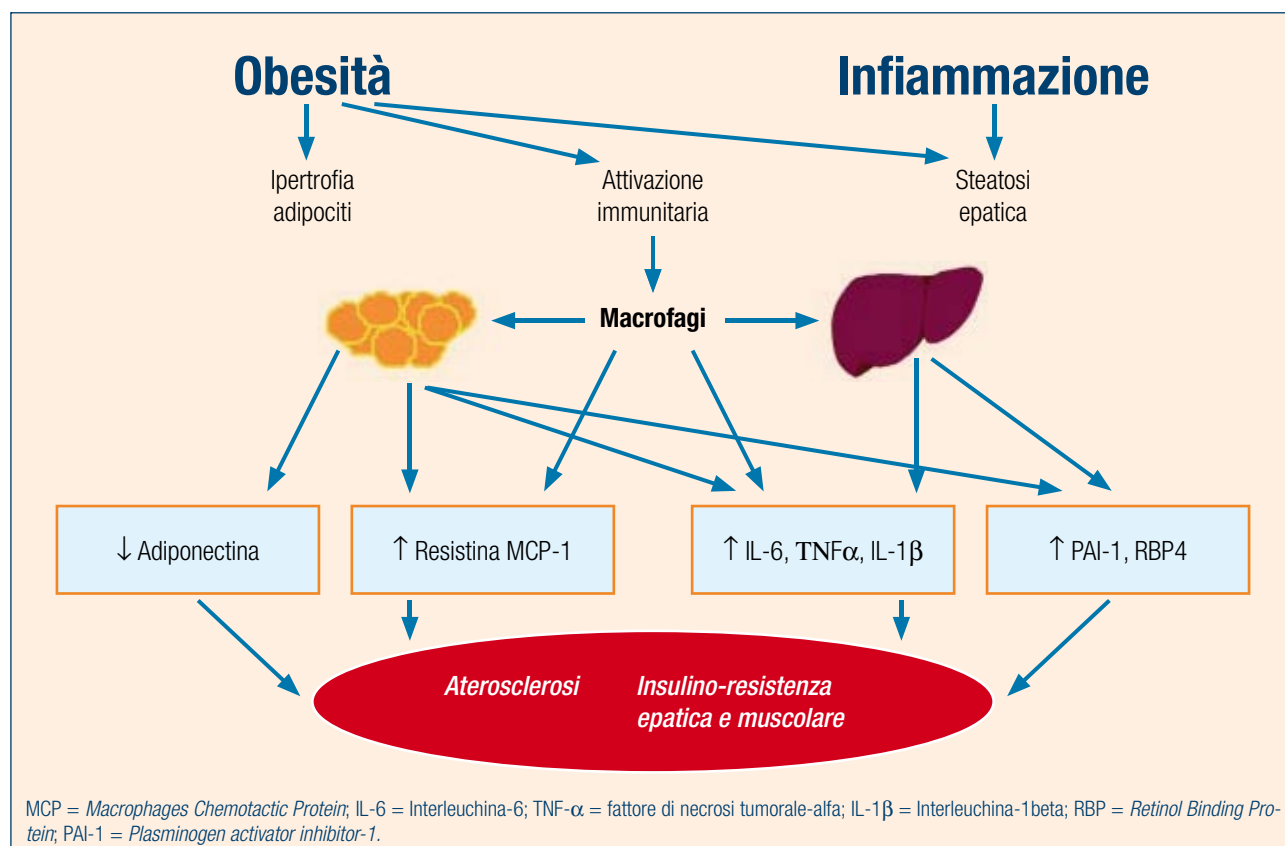 Obesità
Infiammazione
Ipertrofia
adipociti
Attivazione
immunitaria
Steatosi
epatica
Macrofagi
↓ Adiponectina
↑ Resistina MCP-1
↑ IL-6, TNFα, IL-1β
↑ PAI-1, RBP4
Aterosclerosi
Insulino-resistenza
epatica e muscolare
MCP = Macrophages Chemotactic Protein; IL-6 = Interleuchina-6; TNF-α = fattore di necrosi tumorale-alfa; IL-1β = Interleuchina-1beta; RBP = Retinol Binding Pro-
tein; PAI-1 = Plasminogen activator inhibitor-1.